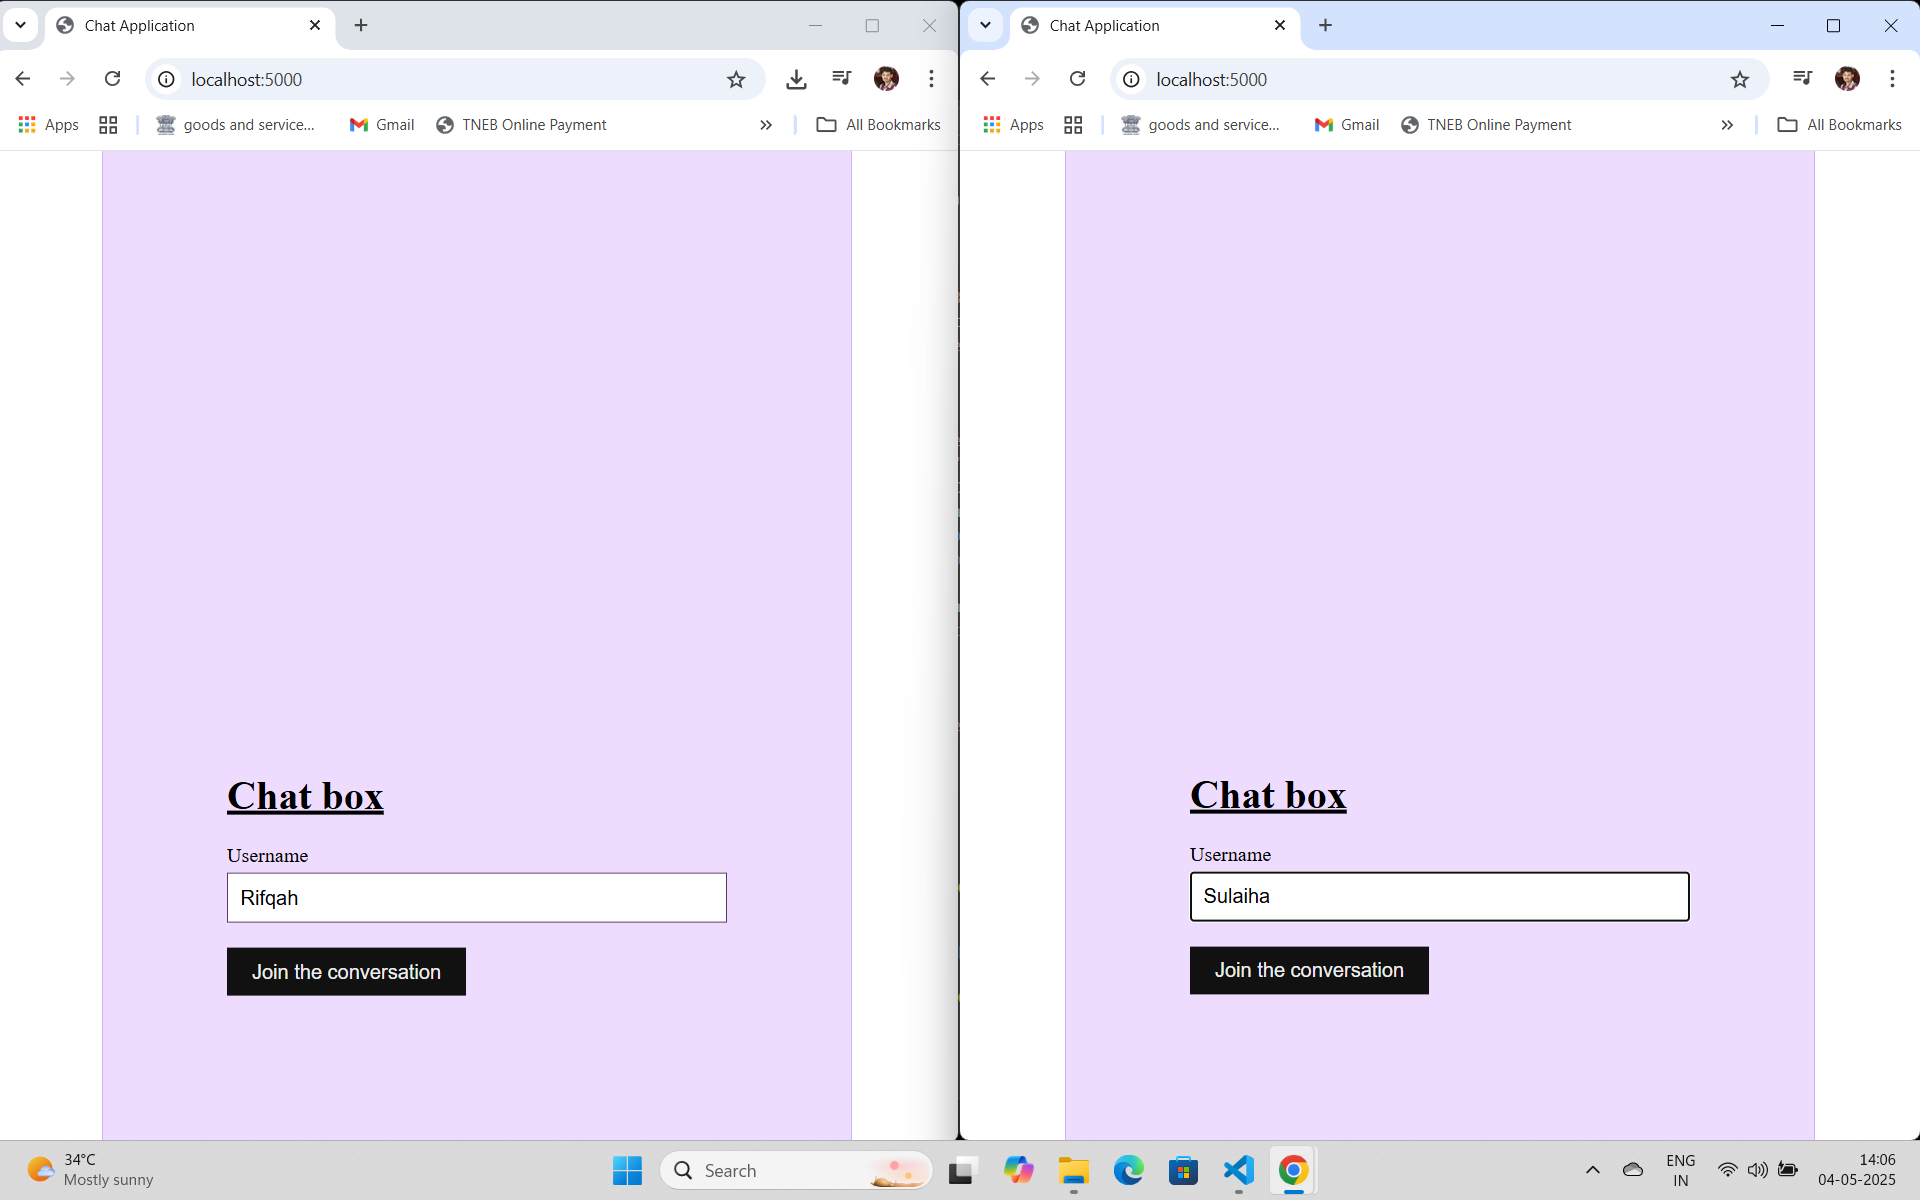 Chat Application
localhost:5000
Apps
goods and service...
Gmail
TNEB Online Payment
All Bookmarks
Chat box
Username
Rifqah
Join the conversation
Chat Application
localhost:5000
Apps
goods and service...
Gmail
TNEB Online Payment
All Bookmarks
Chat box
Username
Sulaiha
Join the conversation
34°C
Mostly sunny
Search
ENG
IN
14:06
04-05-2025